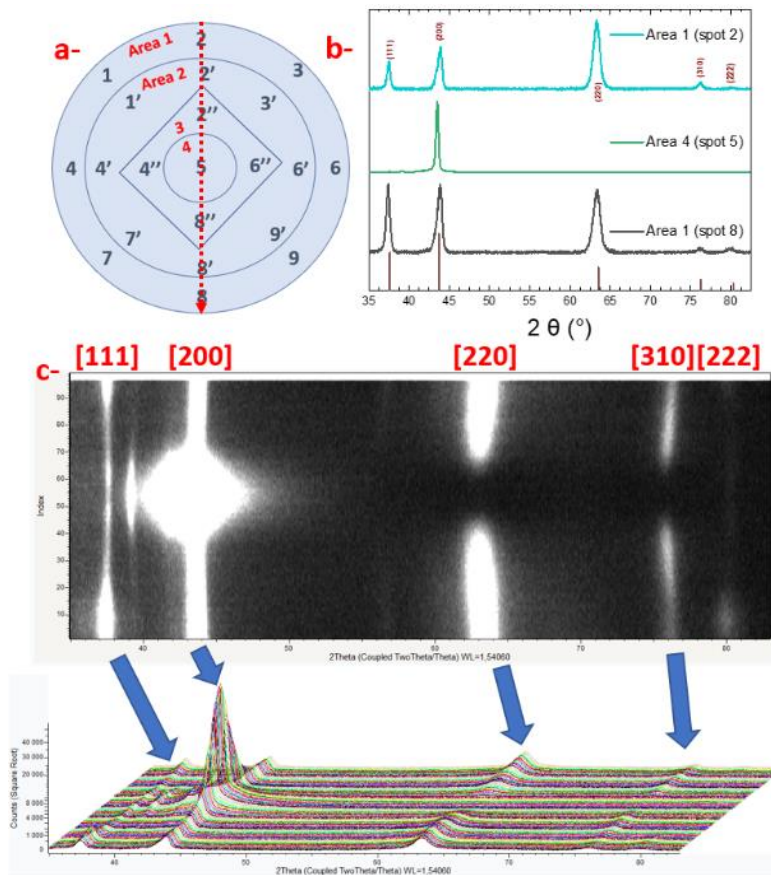 a-
Area 1
2
1
3
Area 2
2’
1’
3’
2’’
3
4
4
4’
4’’
5
6’’
6’
6
8’’
7’
9’
7
8’
9
8
b-
(111)
(200)
(220)
(310)
(222)
Area 1 (spot 2)
Area 4 (spot 5)
Area 1 (spot 8)
35 40 45 50 55 60 65 70 75 80
2 θ (°)
c-
[111] [200] [220] [310] [222]
Index
90
80
70
60
50
40
30
20
10
40 50 60 70 80
2Theta (Coupled TwoTheta/Theta) WL=1,54060
Counts (Square Root)
40 000
30 000
20 000
8 000
4 000
1 000
0
40 50 60 70 80
2Theta (Coupled TwoTheta/Theta) WL=1,54060